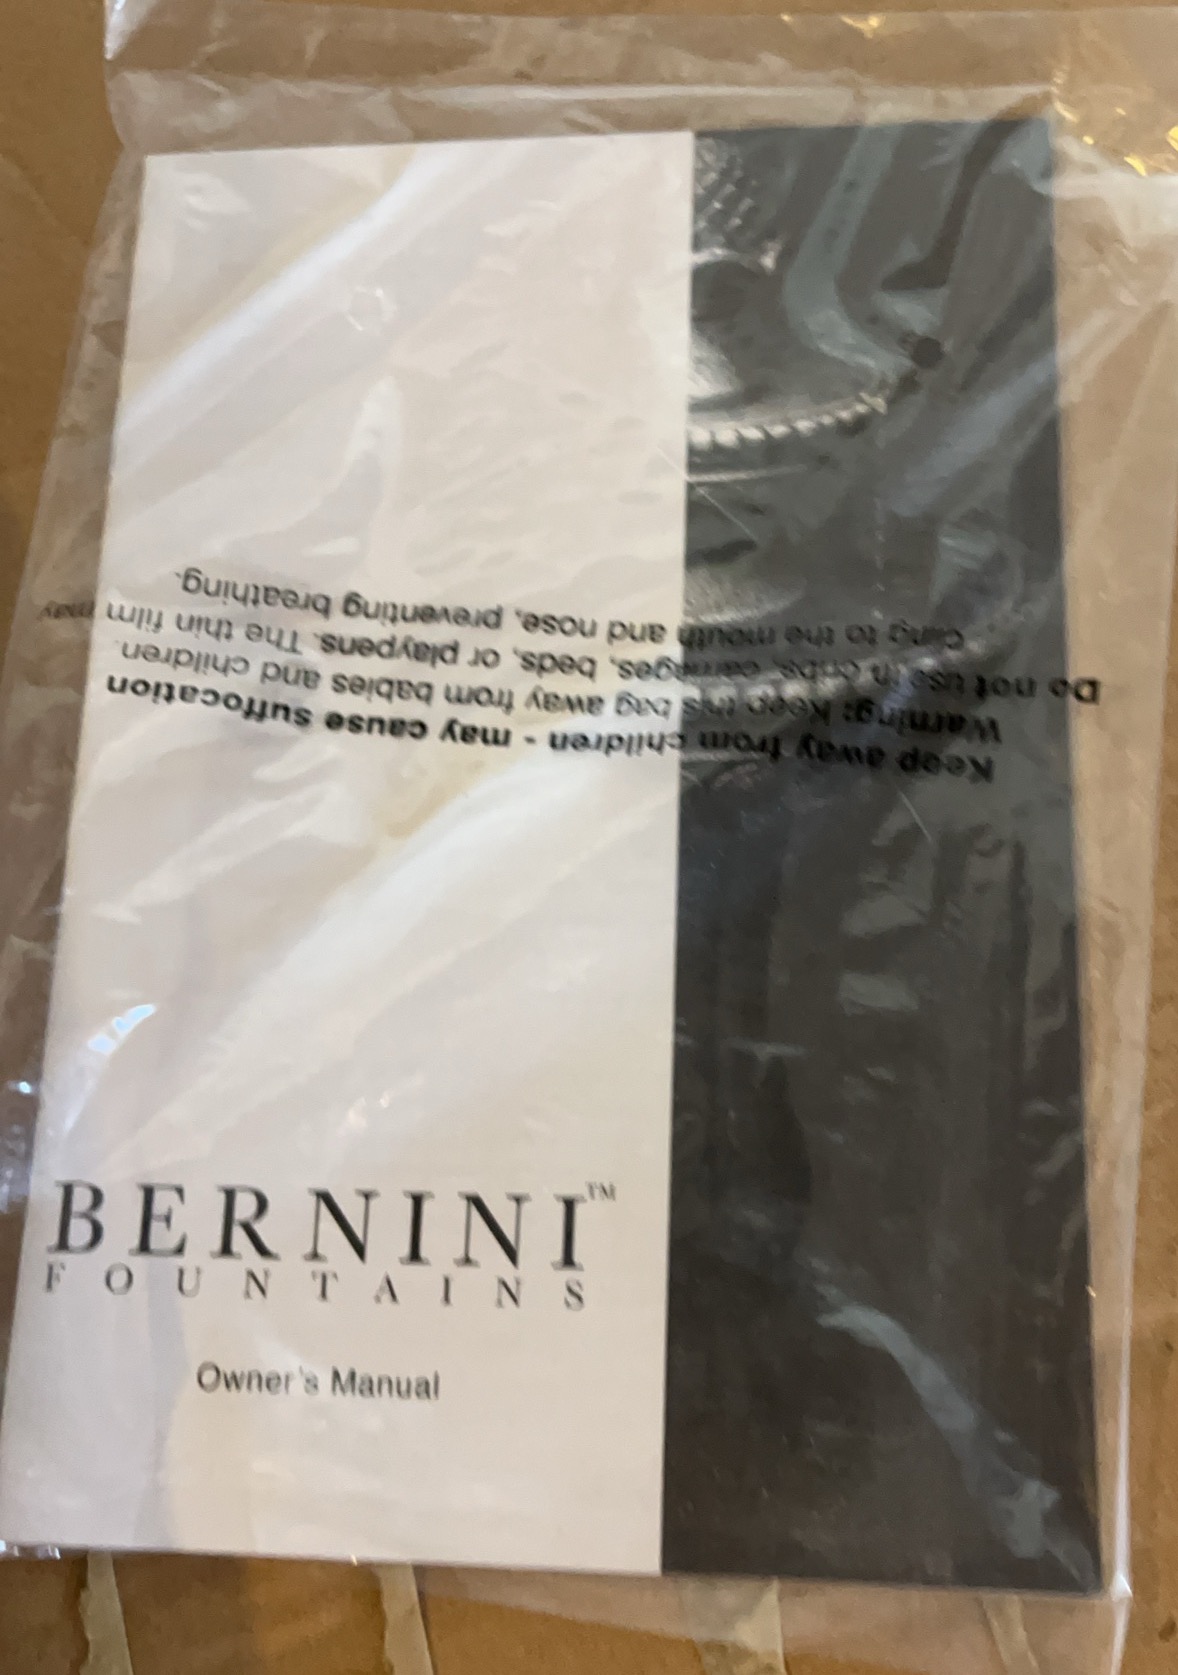 Keep away from children - may cause suffocation
Warning: Keep this bag away from babies and children.
Do not use in cribs, carriages, beds, or playpens. The thin film may
cling to the mouth and nose, preventing breathing.
BERNINI™
FOUNTAINS
Owner's Manual